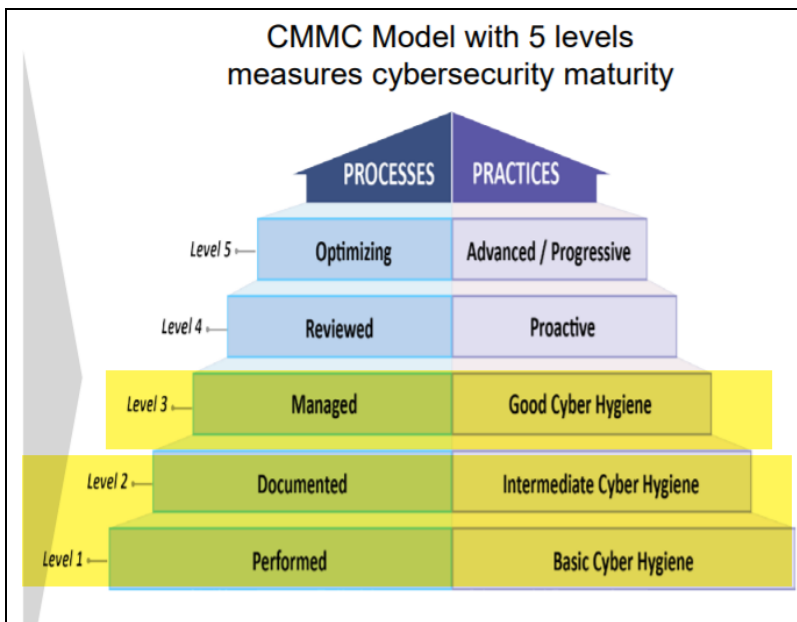 CMMC Model with 5 levels
measures cybersecurity maturity
PROCESSES PRACTICES
Level 5 Optimizing Advanced / Progressive
Level 4 Reviewed Proactive
Level 3 Managed Good Cyber Hygiene
Level 2 Documented Intermediate Cyber Hygiene
Level 1 Performed Basic Cyber Hygiene